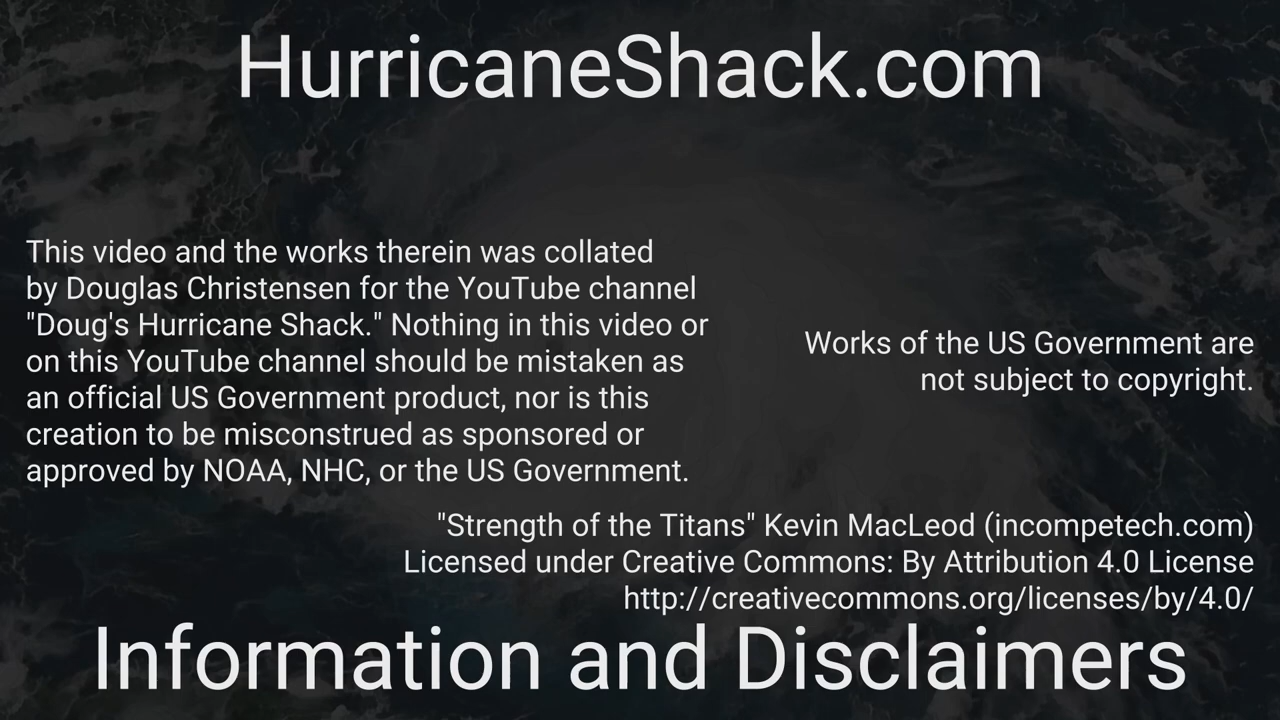 HurricaneShack.com
This video and the works therein was collated
by Douglas Christensen for the YouTube channel
"Doug's Hurricane Shack." Nothing in this video or
on this YouTube channel should be mistaken as
an official US Government product, nor is this
creation to be misconstrued as sponsored or
approved by NOAA, NHC, or the US Government.
Works of the US Government are
not subject to copyright.
"Strength of the Titans" Kevin MacLeod (incompetech.com)
Licensed under Creative Commons: By Attribution 4.0 License
http://creativecommons.org/licenses/by/4.0/
Information and Disclaimers